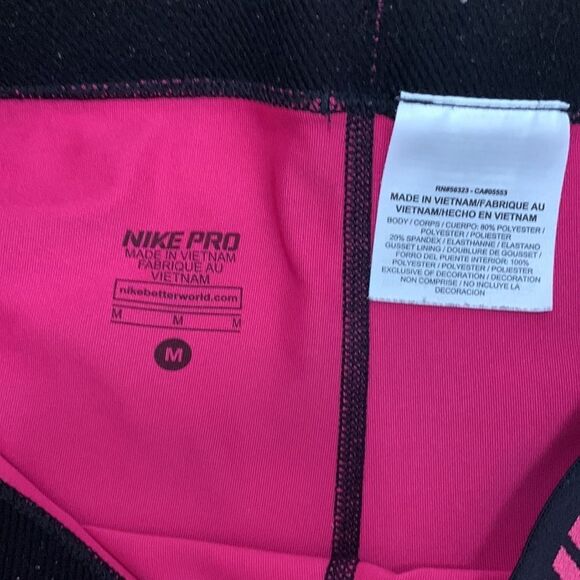 NIKE PRO
MADE IN VIETNAM
FABRIQUE AU
VIETNAM
nikebetterworld.com
M M M
M
RN#56323 - CA#05553
MADE IN VIETNAM/FABRIQUE AU
VIETNAM/HECHO EN VIETNAM
BODY / CORPS / CUERPO: 80% POLYESTER /
POLYESTER / POLIESTER
20% SPANDEX / ELASTHANNE / ELASTANO
GUSSET LINING / DOUBLURE DE GOUSSET /
FORRO DEL PUENTE INTERIOR: 100%
POLYESTER / POLYESTER / POLIESTER
EXCLUSIVE OF DECORATION / DECORATION
NON COMPRISE / NO INCLUYE LA
DECORACIÓN